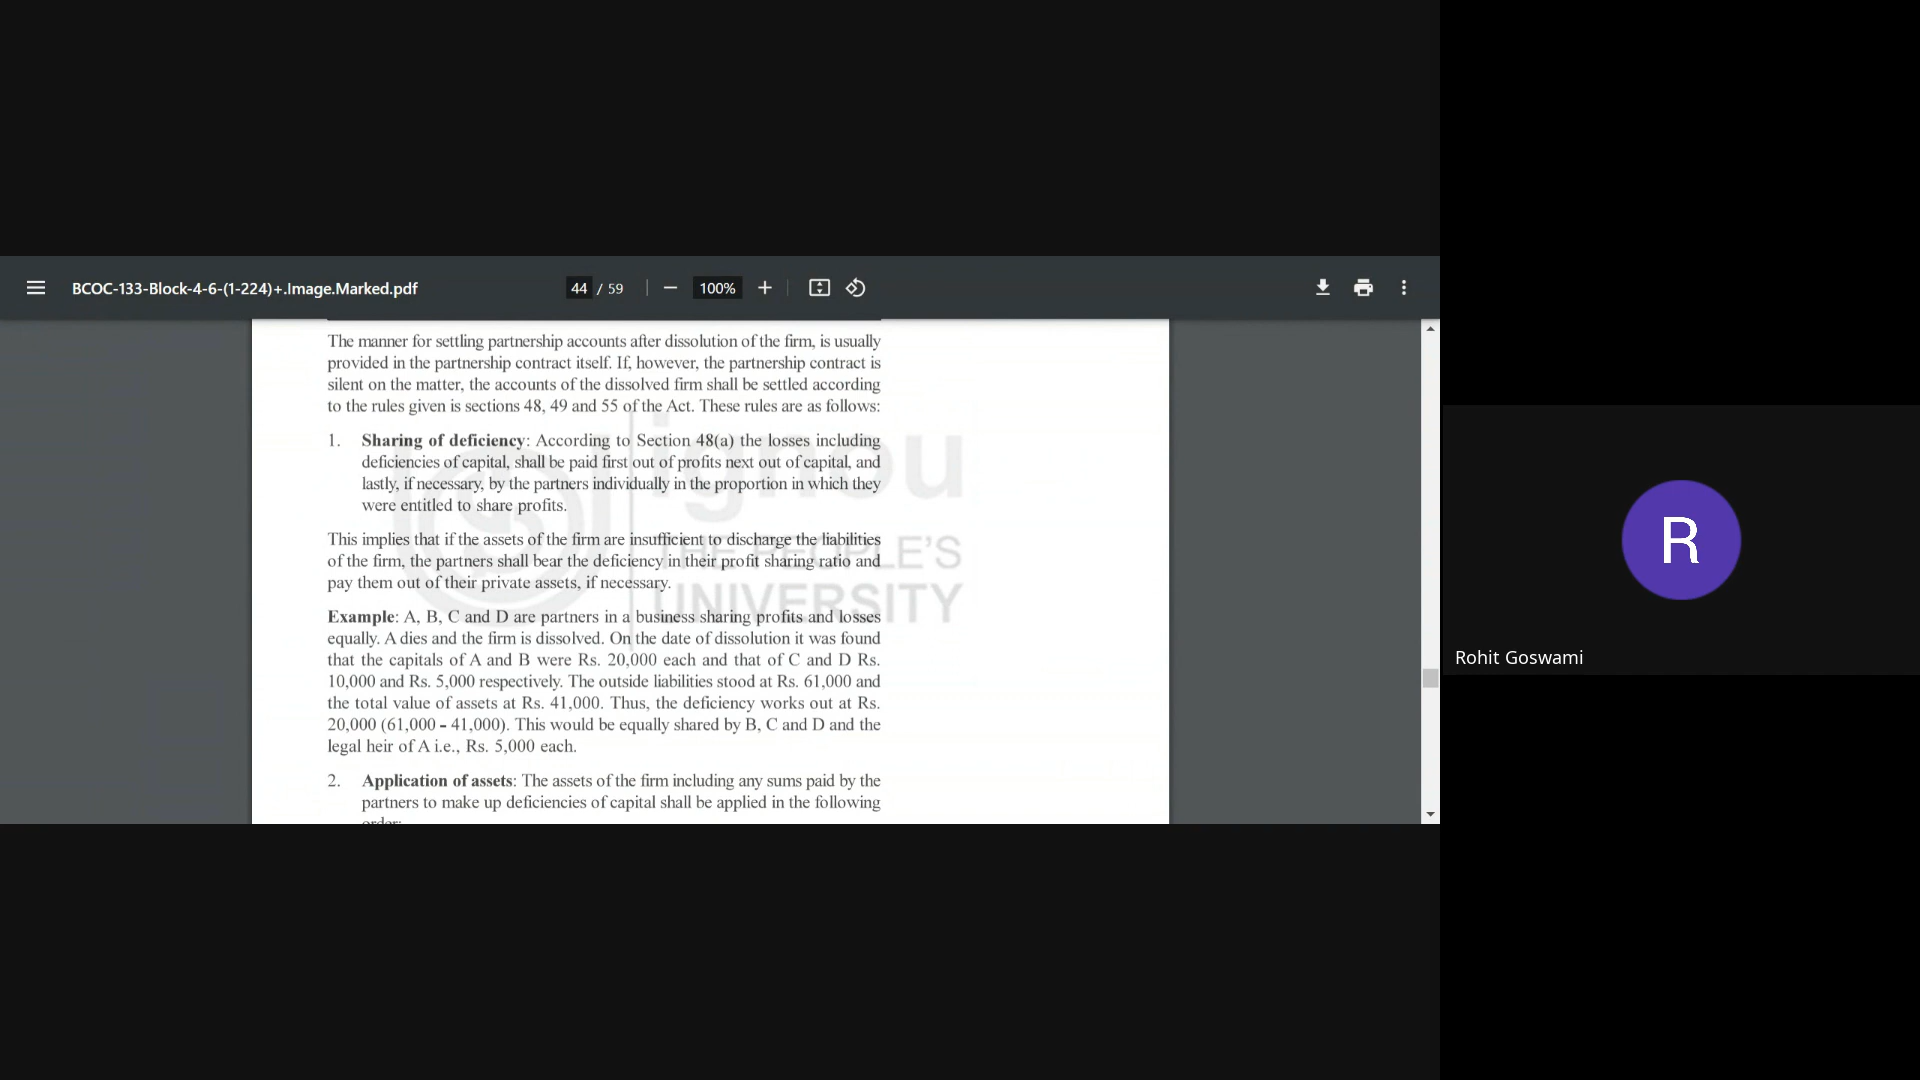 BCOC-133-Block-4-6-(1-224)+.Image.Marked.pdf
44 / 59
100%
The manner for settling partnership accounts after dissolution of the firm, is usually
provided in the partnership contract itself. If, however, the partnership contract is
silent on the matter, the accounts of the dissolved firm shall be settled according
to the rules given is sections 48, 49 and 55 of the Act. These rules are as follows:
1. Sharing of deficiency: According to Section 48(a) the losses including
deficiencies of capital, shall be paid first out of profits next out of capital, and
lastly, if necessary, by the partners individually in the proportion in which they
were entitled to share profits.
This implies that if the assets of the firm are insufficient to discharge the liabilities
of the firm, the partners shall bear the deficiency in their profit sharing ratio and
pay them out of their private assets, if necessary.
Example: A, B, C and D are partners in a business sharing profits and losses
equally. A dies and the firm is dissolved. On the date of dissolution it was found
that the capitals of A and B were Rs. 20,000 each and that of C and D Rs.
10,000 and Rs. 5,000 respectively. The outside liabilities stood at Rs. 61,000 and
the total value of assets at Rs. 41,000. Thus, the deficiency works out at Rs.
20,000 (61,000 - 41,000). This would be equally shared by B, C and D and the
legal heir of A i.e., Rs. 5,000 each.
2. Application of assets: The assets of the firm including any sums paid by the
partners to make up deficiencies of capital shall be applied in the following
order:
ignou
THE PEOPLE'S
UNIVERSITY
R
Rohit Goswami